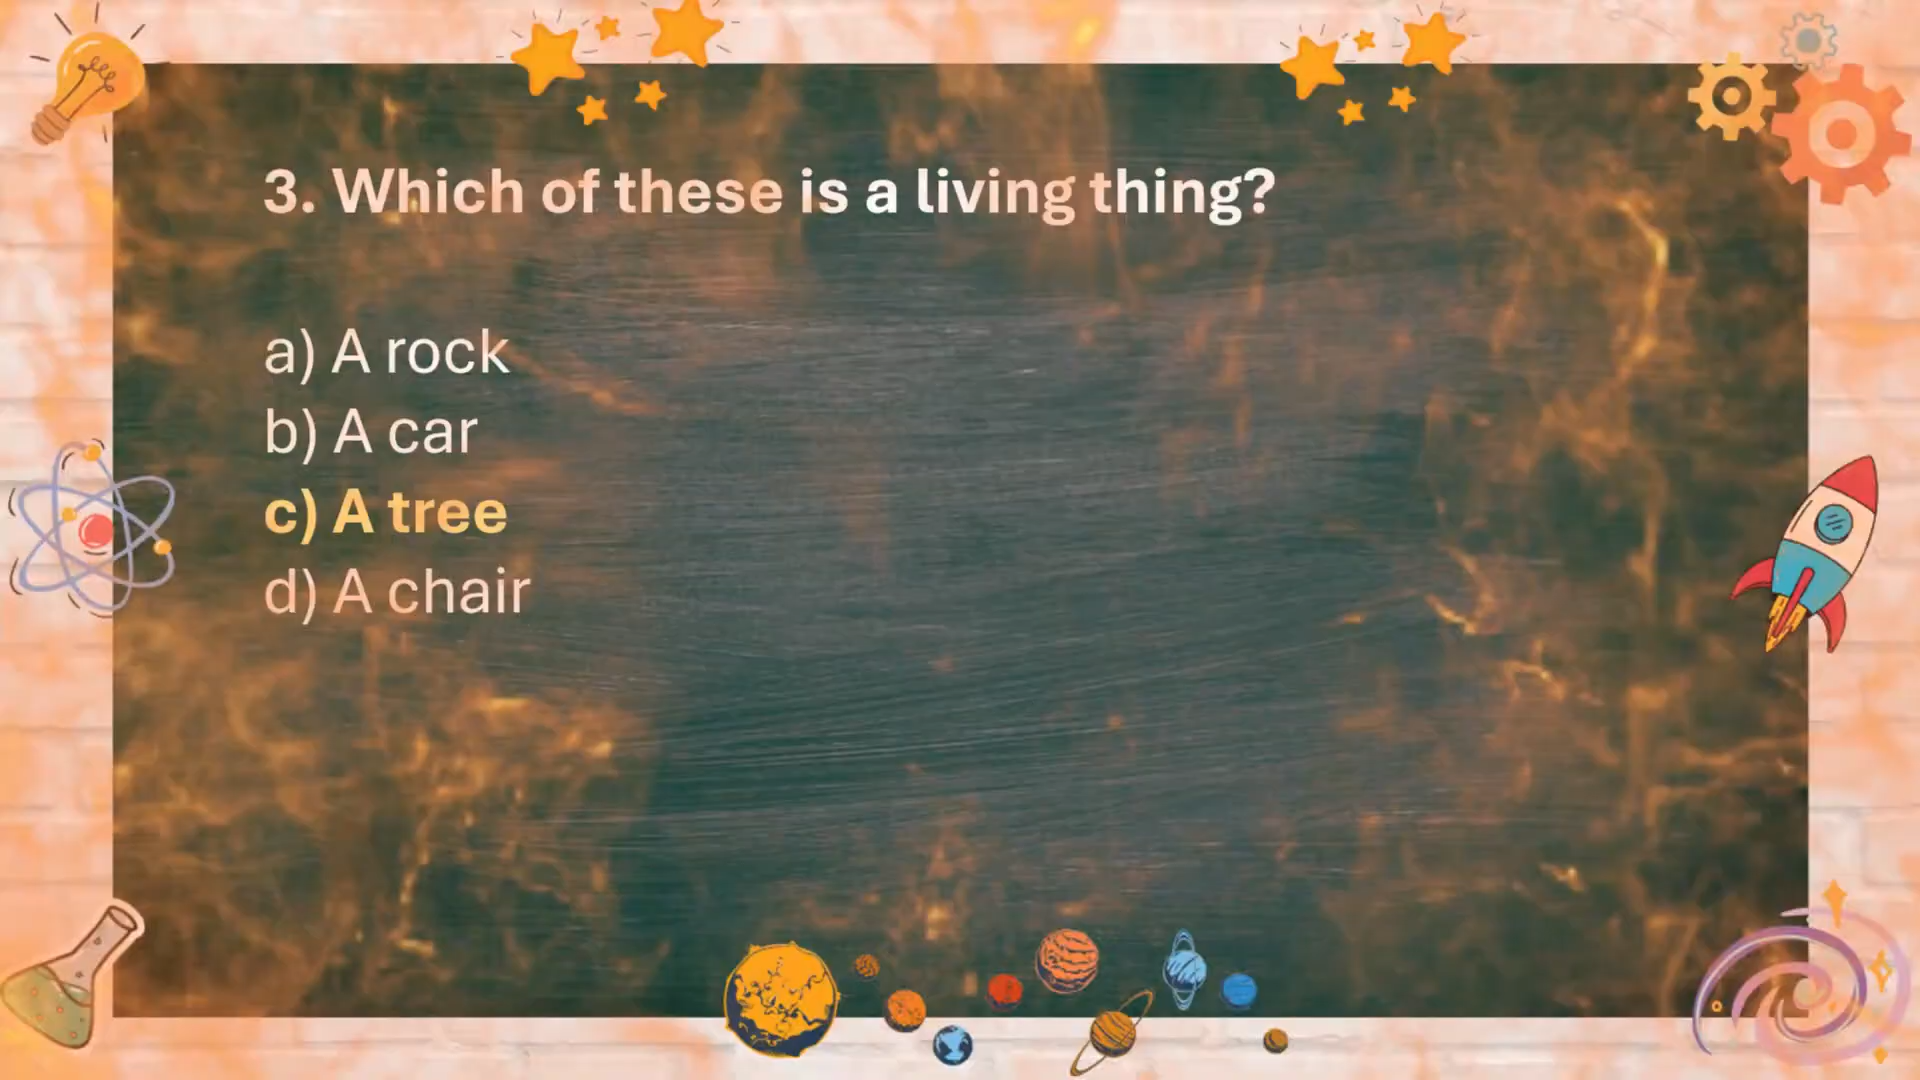 3. Which of these is a living thing?
a) A rock
b) A car
c) A tree
d) A chair